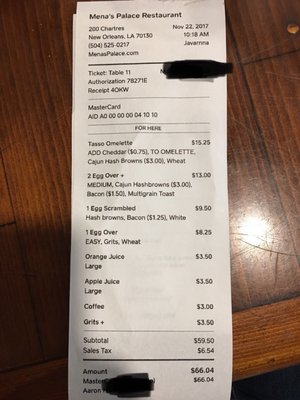 Mena's Palace Restaurant
200 Chartres Nov 22, 2017
New Orleans, LA 70130 10:18 AM
(504) 525-0217 Javannna
MenasPalace.com
Ticket: Table 11
Authorization 78271E
Receipt 4OKW
MasterCard
AID A0 00 00 00 04 10 10
FOR HERE
Tasso Omelette $15.25
ADD Cheddar ($0.75), TO OMELETTE,
Cajun Hash Browns ($3.00), Wheat
2 Egg Over + $13.00
MEDIUM, Cajun Hashbrowns ($3.00),
Bacon ($1.50), Multigrain Toast
1 Egg Scrambled $9.50
Hash browns, Bacon ($1.25), White
1 Egg Over $8.25
EASY, Grits, Wheat
Orange Juice $3.50
Large
Apple Juice $3.50
Large
Coffee $3.00
Grits + $3.50
Subtotal $59.50
Sales Tax $6.54
Amount $66.04
Master $66.04
Aaron